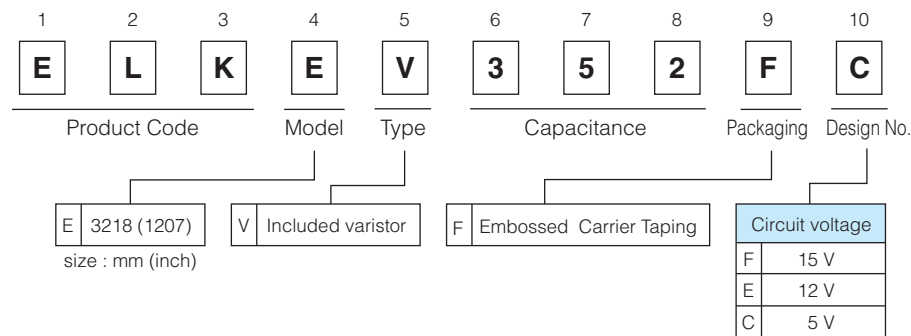 1 2 3 4 5 6 7 8 9 10
E L K E V 3 5 2 F C
Product Code Model Type Capacitance Packaging Design No.
E 3218 (1207) V Included varistor F Embossed Carrier Taping Circuit voltage
size : mm (inch) F 15 V
E 12 V
C 5 V